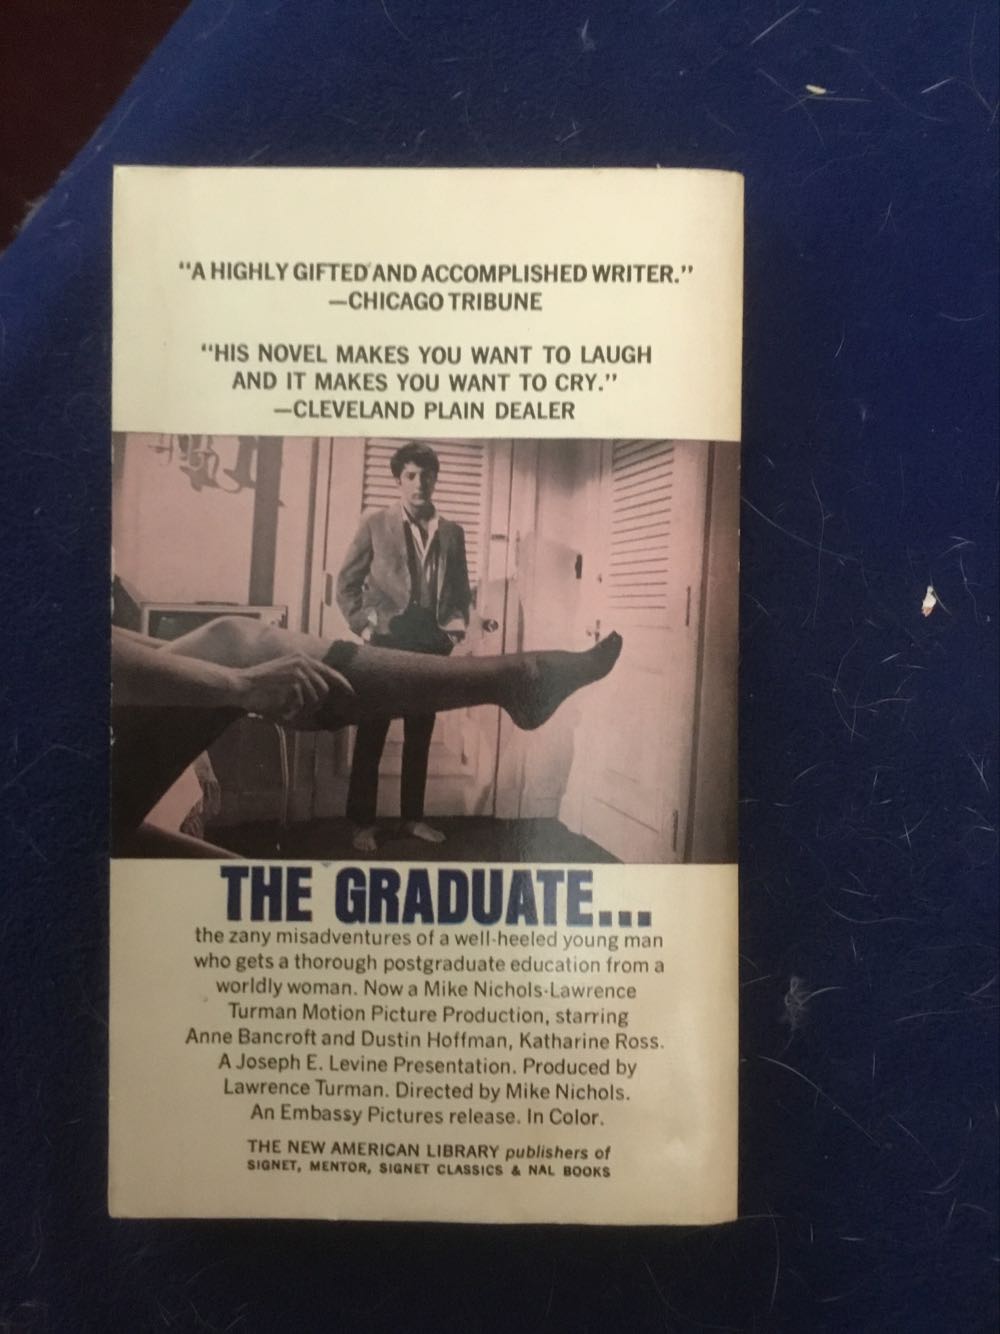 “A HIGHLY GIFTED AND ACCOMPLISHED WRITER.”
—CHICAGO TRIBUNE
“HIS NOVEL MAKES YOU WANT TO LAUGH
AND IT MAKES YOU WANT TO CRY.”
—CLEVELAND PLAIN DEALER
THE GRADUATE...
the zany misadventures of a well-heeled young man
who gets a thorough postgraduate education from a
worldly woman. Now a Mike Nichols-Lawrence
Turman Motion Picture Production, starring
Anne Bancroft and Dustin Hoffman, Katharine Ross.
A Joseph E. Levine Presentation. Produced by
Lawrence Turman. Directed by Mike Nichols.
An Embassy Pictures release. In Color.
THE NEW AMERICAN LIBRARY publishers of
SIGNET, MENTOR, SIGNET CLASSICS & NAL BOOKS